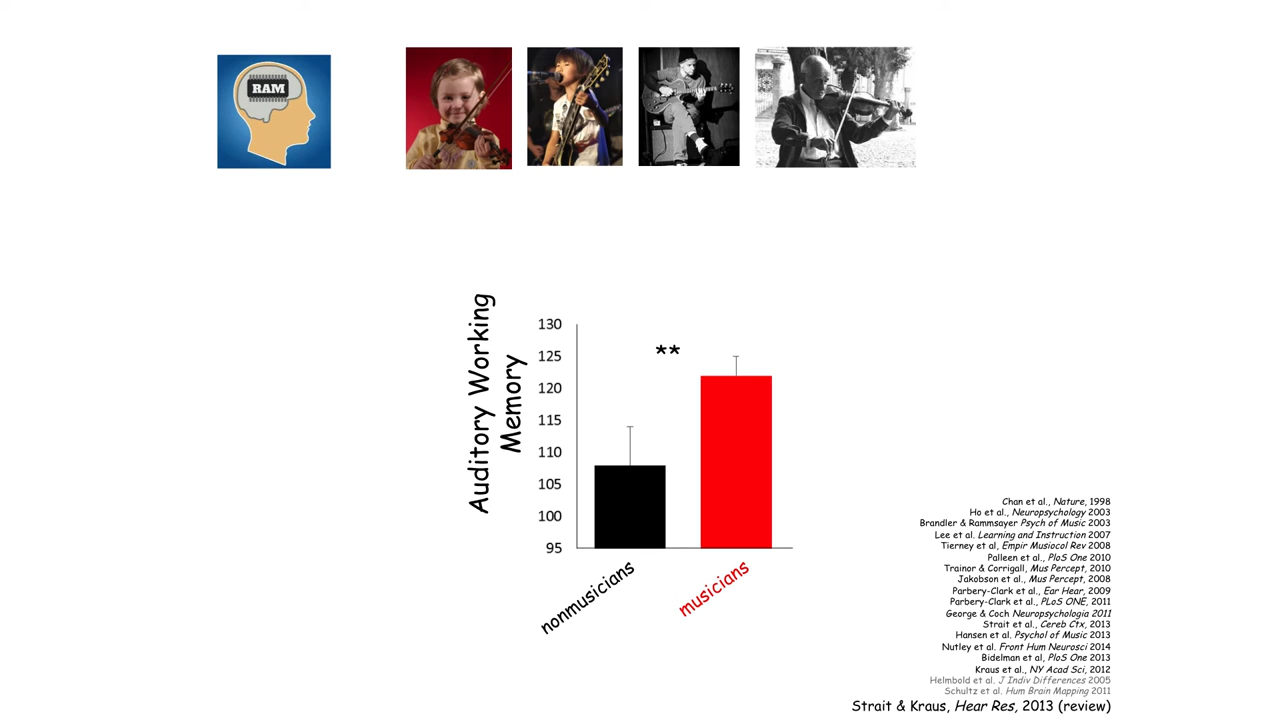 RAM
Auditory Working
Memory
130
125
120
115
110
105
100
95
**
nonmusicians
musicians
Chan et al., Nature, 1998
Ho et al., Neuropsychology 2003
Brandler & Rammsayer Psych of Music 2003
Lee et al. Learning and Instruction 2007
Tierney et al, Empir Musiocol Rev 2008
Palleen et al., PloS One 2010
Trainor & Corrigall, Mus Percept, 2010
Jakobson et al., Mus Percept, 2008
Parbery-Clark et al., Ear Hear, 2009
Parbery-Clark et al., PLoS ONE, 2011
George & Coch Neuropsychologia 2011
Strait et al., Cereb Ctx, 2013
Hansen et al. Psychol of Music 2013
Nutley et al. Front Hum Neurosci 2014
Bidelman et al, PloS One 2013
Kraus et al., NY Acad Sci, 2012
Helmbold et al. J Indiv Differences 2005
Schultz et al. Hum Brain Mapping 2011
Strait & Kraus, Hear Res, 2013 (review)